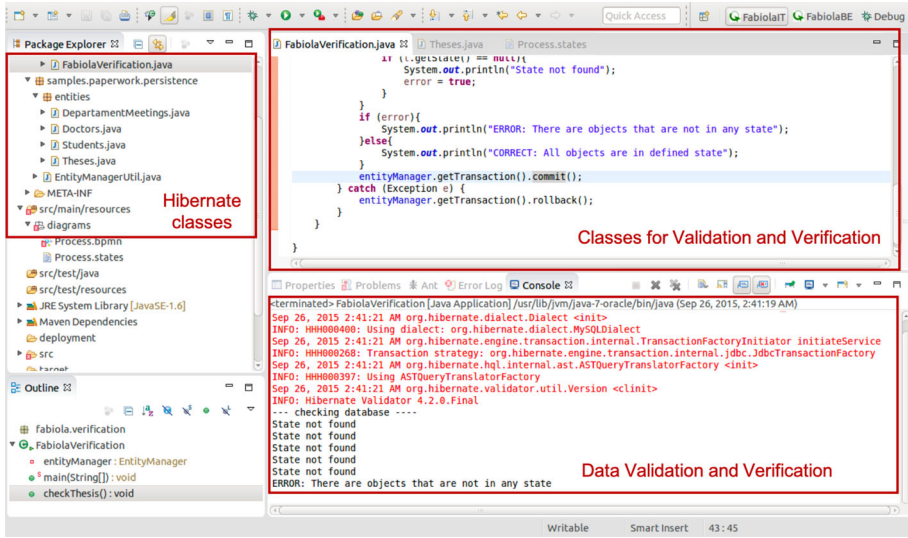 Quick Access
FabiolaIT
FabiolaBE
Debug
Package Explorer
FabiolaVerification.java
samples.paperwork.persistence
entities
DepartamentMeetings.java
Doctors.java
Students.java
Theses.java
EntityManagerUtil.java
META-INF
src/main/resources
diagrams
Process.bpmn
Process.states
src/test/java
src/test/resources
JRE System Library [JavaSE-1.6]
Maven Dependencies
deployment
src
target
Hibernate
classes
Outline
fabiola.verification
FabiolaVerification
entityManager : EntityManager
main(String[]) : void
checkThesis() : void
FabiolaVerification.java
Theses.java
Process.states
if (t.getState() == null){
System.out.println("State not found");
error = true;
}
}
if (error){
System.out.println("ERROR: There are objects that are not in any state");
}else{
System.out.println("CORRECT: All objects are in defined state");
}
entityManager.getTransaction().commit();
} catch (Exception e) {
entityManager.getTransaction().rollback();
}
}
}
Classes for Validation and Verification
Properties
Problems
Ant
Error Log
Console
<terminated> FabiolaVerification [Java Application] /usr/lib/jvm/java-7-oracle/bin/java (Sep 26, 2015, 2:41:19 AM)
Sep 26, 2015 2:41:21 AM org.hibernate.dialect.Dialect <init>
INFO: HHH000400: Using dialect: org.hibernate.dialect.MySQLDialect
Sep 26, 2015 2:41:21 AM org.hibernate.engine.transaction.internal.TransactionFactoryInitiator initiateService
INFO: HHH000268: Transaction strategy: org.hibernate.engine.transaction.internal.jdbc.JdbcTransactionFactory
Sep 26, 2015 2:41:21 AM org.hibernate.hql.internal.ast.ASTQueryTranslatorFactory <init>
INFO: HHH000397: Using ASTQueryTranslatorFactory
Sep 26, 2015 2:41:21 AM org.hibernate.validator.util.Version <clinit>
INFO: Hibernate Validator 4.2.0.Final
--- checking database ----
State not found
State not found
State not found
State not found
State not found
ERROR: There are objects that are not in any state
Data Validation and Verification
Writable
Smart Insert
43 : 45